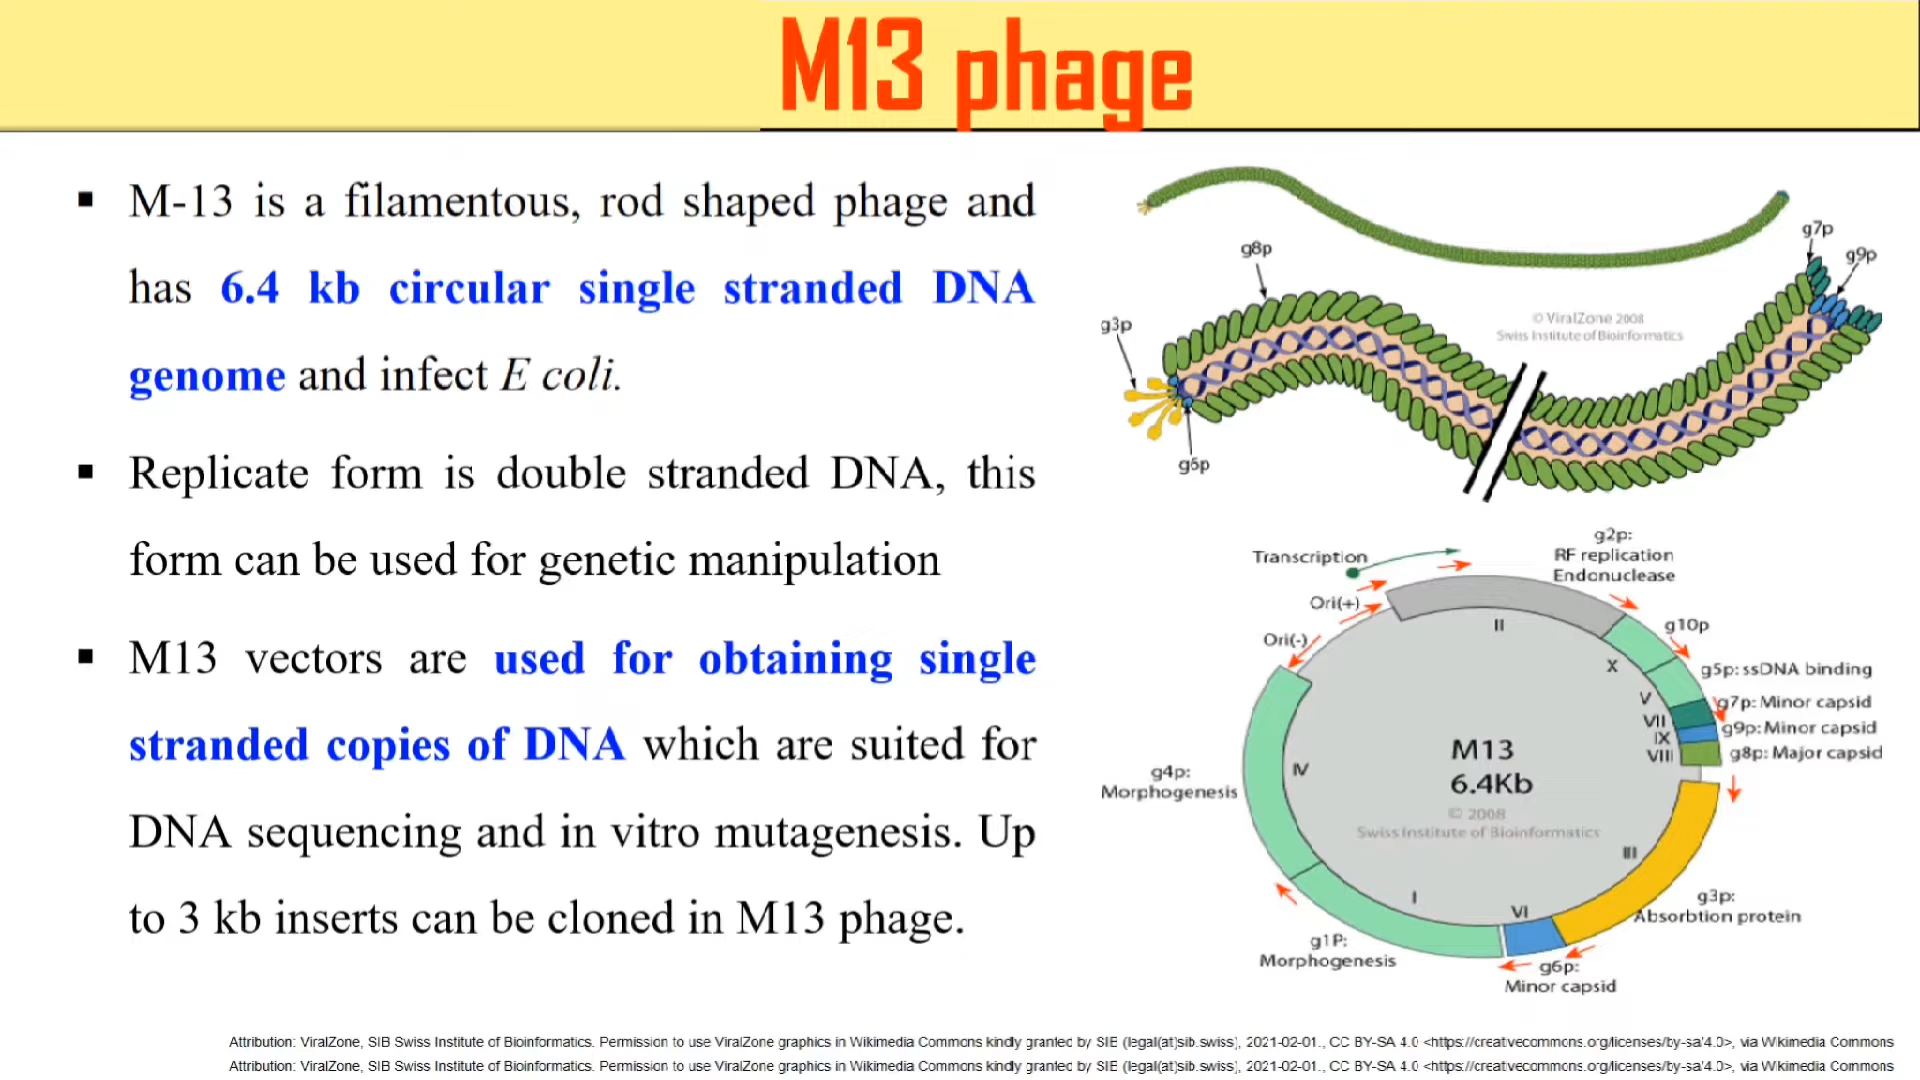 M13 phage
▪ M-13 is a filamentous, rod shaped phage and
has 6.4 kb circular single stranded DNA
genome and infect E coli.
▪ Replicate form is double stranded DNA, this
form can be used for genetic manipulation
▪ M13 vectors are used for obtaining single
stranded copies of DNA which are suited for
DNA sequencing and in vitro mutagenesis. Up
to 3 kb inserts can be cloned in M13 phage.
g7p
g8p
g9p
g3p
© ViralZone 2008
Swiss Institute of Bioinformatics
g6p
g2p:
RF replication
Endonuclease
Transcription
Ori(+)
Ori(-)
II
g10p
X
g5p: ssDNA binding
V
g7p: Minor capsid
VII
g9p: Minor capsid
IX
g8p: Major capsid
VIII
M13
6.4Kb
© 2008
Swiss Institute of Bioinformatics
g4p:
Morphogenesis
IV
III
g3p:
Absorbtion protein
I
VI
g1P:
Morphogenesis
g6p:
Minor capsid
Attribution: ViralZone, SIB Swiss Institute of Bioinformatics. Permission to use ViralZone graphics in Wikimedia Commons kindly granted by SIE (legal(at)sib.swiss), 2021-02-01., CC BY-SA 4.0 <https://creativecommons.org/licenses/by-sa/4.0>, via Wikimedia Commons
Attribution: ViralZone, SIB Swiss Institute of Bioinformatics. Permission to use ViralZone graphics in Wikimedia Commons kindly granted by SIE (legal(at)sib.swiss), 2021-02-01., CC BY-SA 4.0 <https://creativecommons.org/licenses/by-sa/4.0>, via Wikimedia Commons